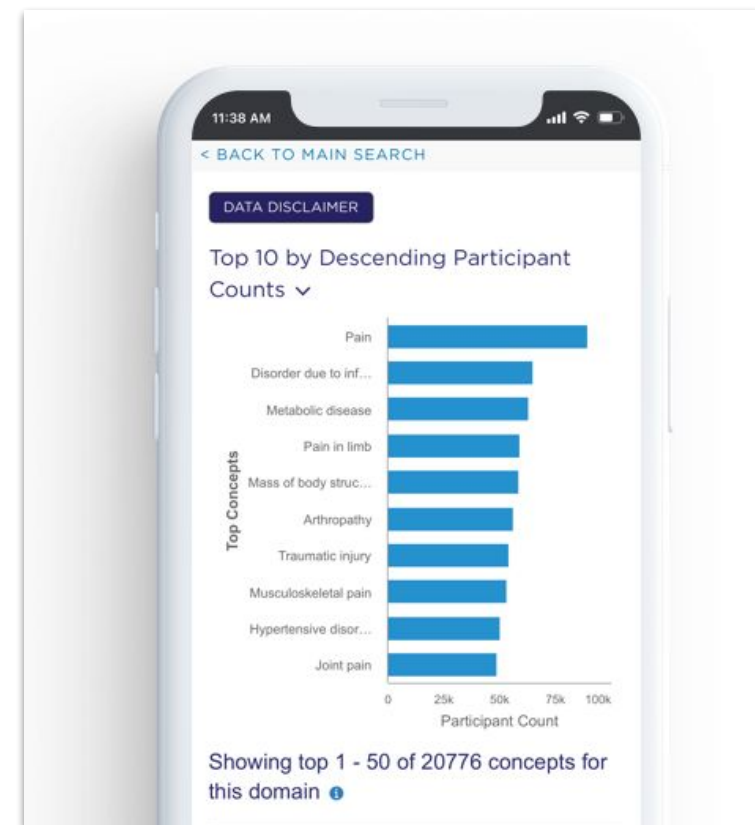 11:38 AM
< BACK TO MAIN SEARCH
DATA DISCLAIMER
Top 10 by Descending Participant
Counts
Top Concepts
Pain
Disorder due to inf...
Metabolic disease
Pain in limb
Mass of body struc...
Arthropathy
Traumatic injury
Musculoskeletal pain
Hypertensive disor...
Joint pain
0 25k 50k 75k 100k
Participant Count
Showing top 1 - 50 of 20776 concepts for
this domain